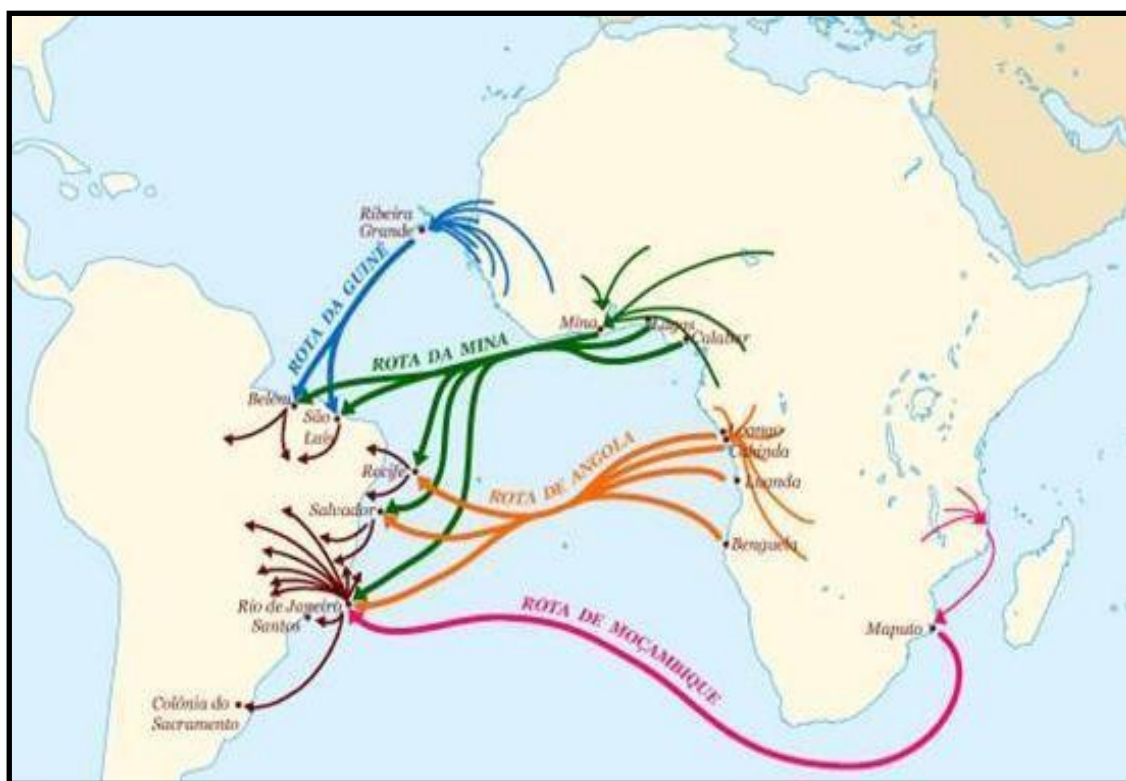 Ribeira
Grande
ROTA DA GUINÉ
Mina
Lagos
Calabar
ROTA DA MINA
Belém
São
Luís
Loango
Cabinda
ROTA DE ANGOLA
Recife
Luanda
Salvador
Benguela
Rio de Janeiro
Santos
ROTA DE MOÇAMBIQUE
Maputo
Colônia do
Sacramento